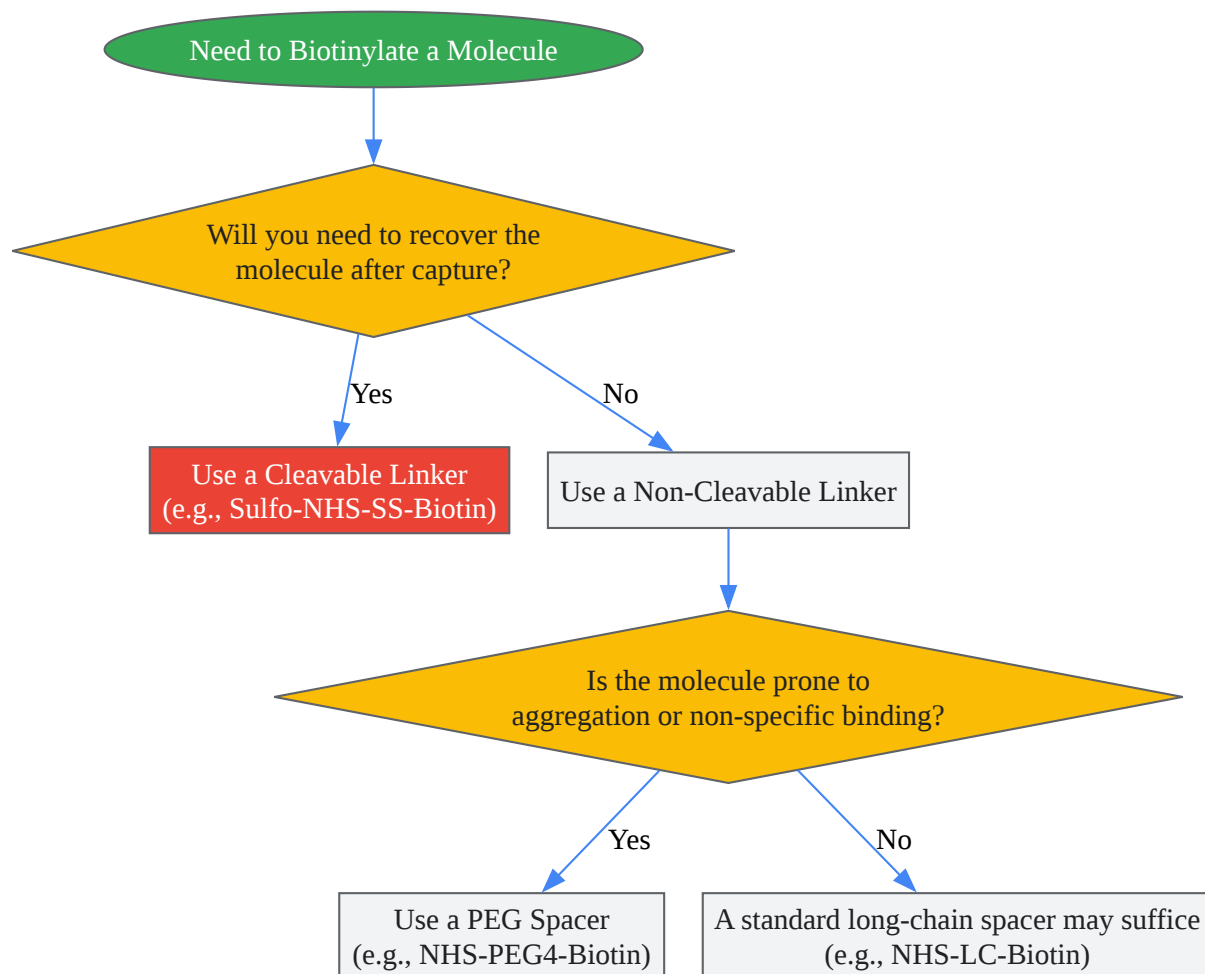 Need to Biotinylate a Molecule
Will you need to recover the
molecule after capture?
Yes
No
Use a Cleavable Linker
(e.g., Sulfo-NHS-SS-Biotin)
Use a Non-Cleavable Linker
Is the molecule prone to
aggregation or non-specific binding?
Yes
No
Use a PEG Spacer
(e.g., NHS-PEG4-Biotin)
A standard long-chain spacer may suffice
(e.g., NHS-LC-Biotin)